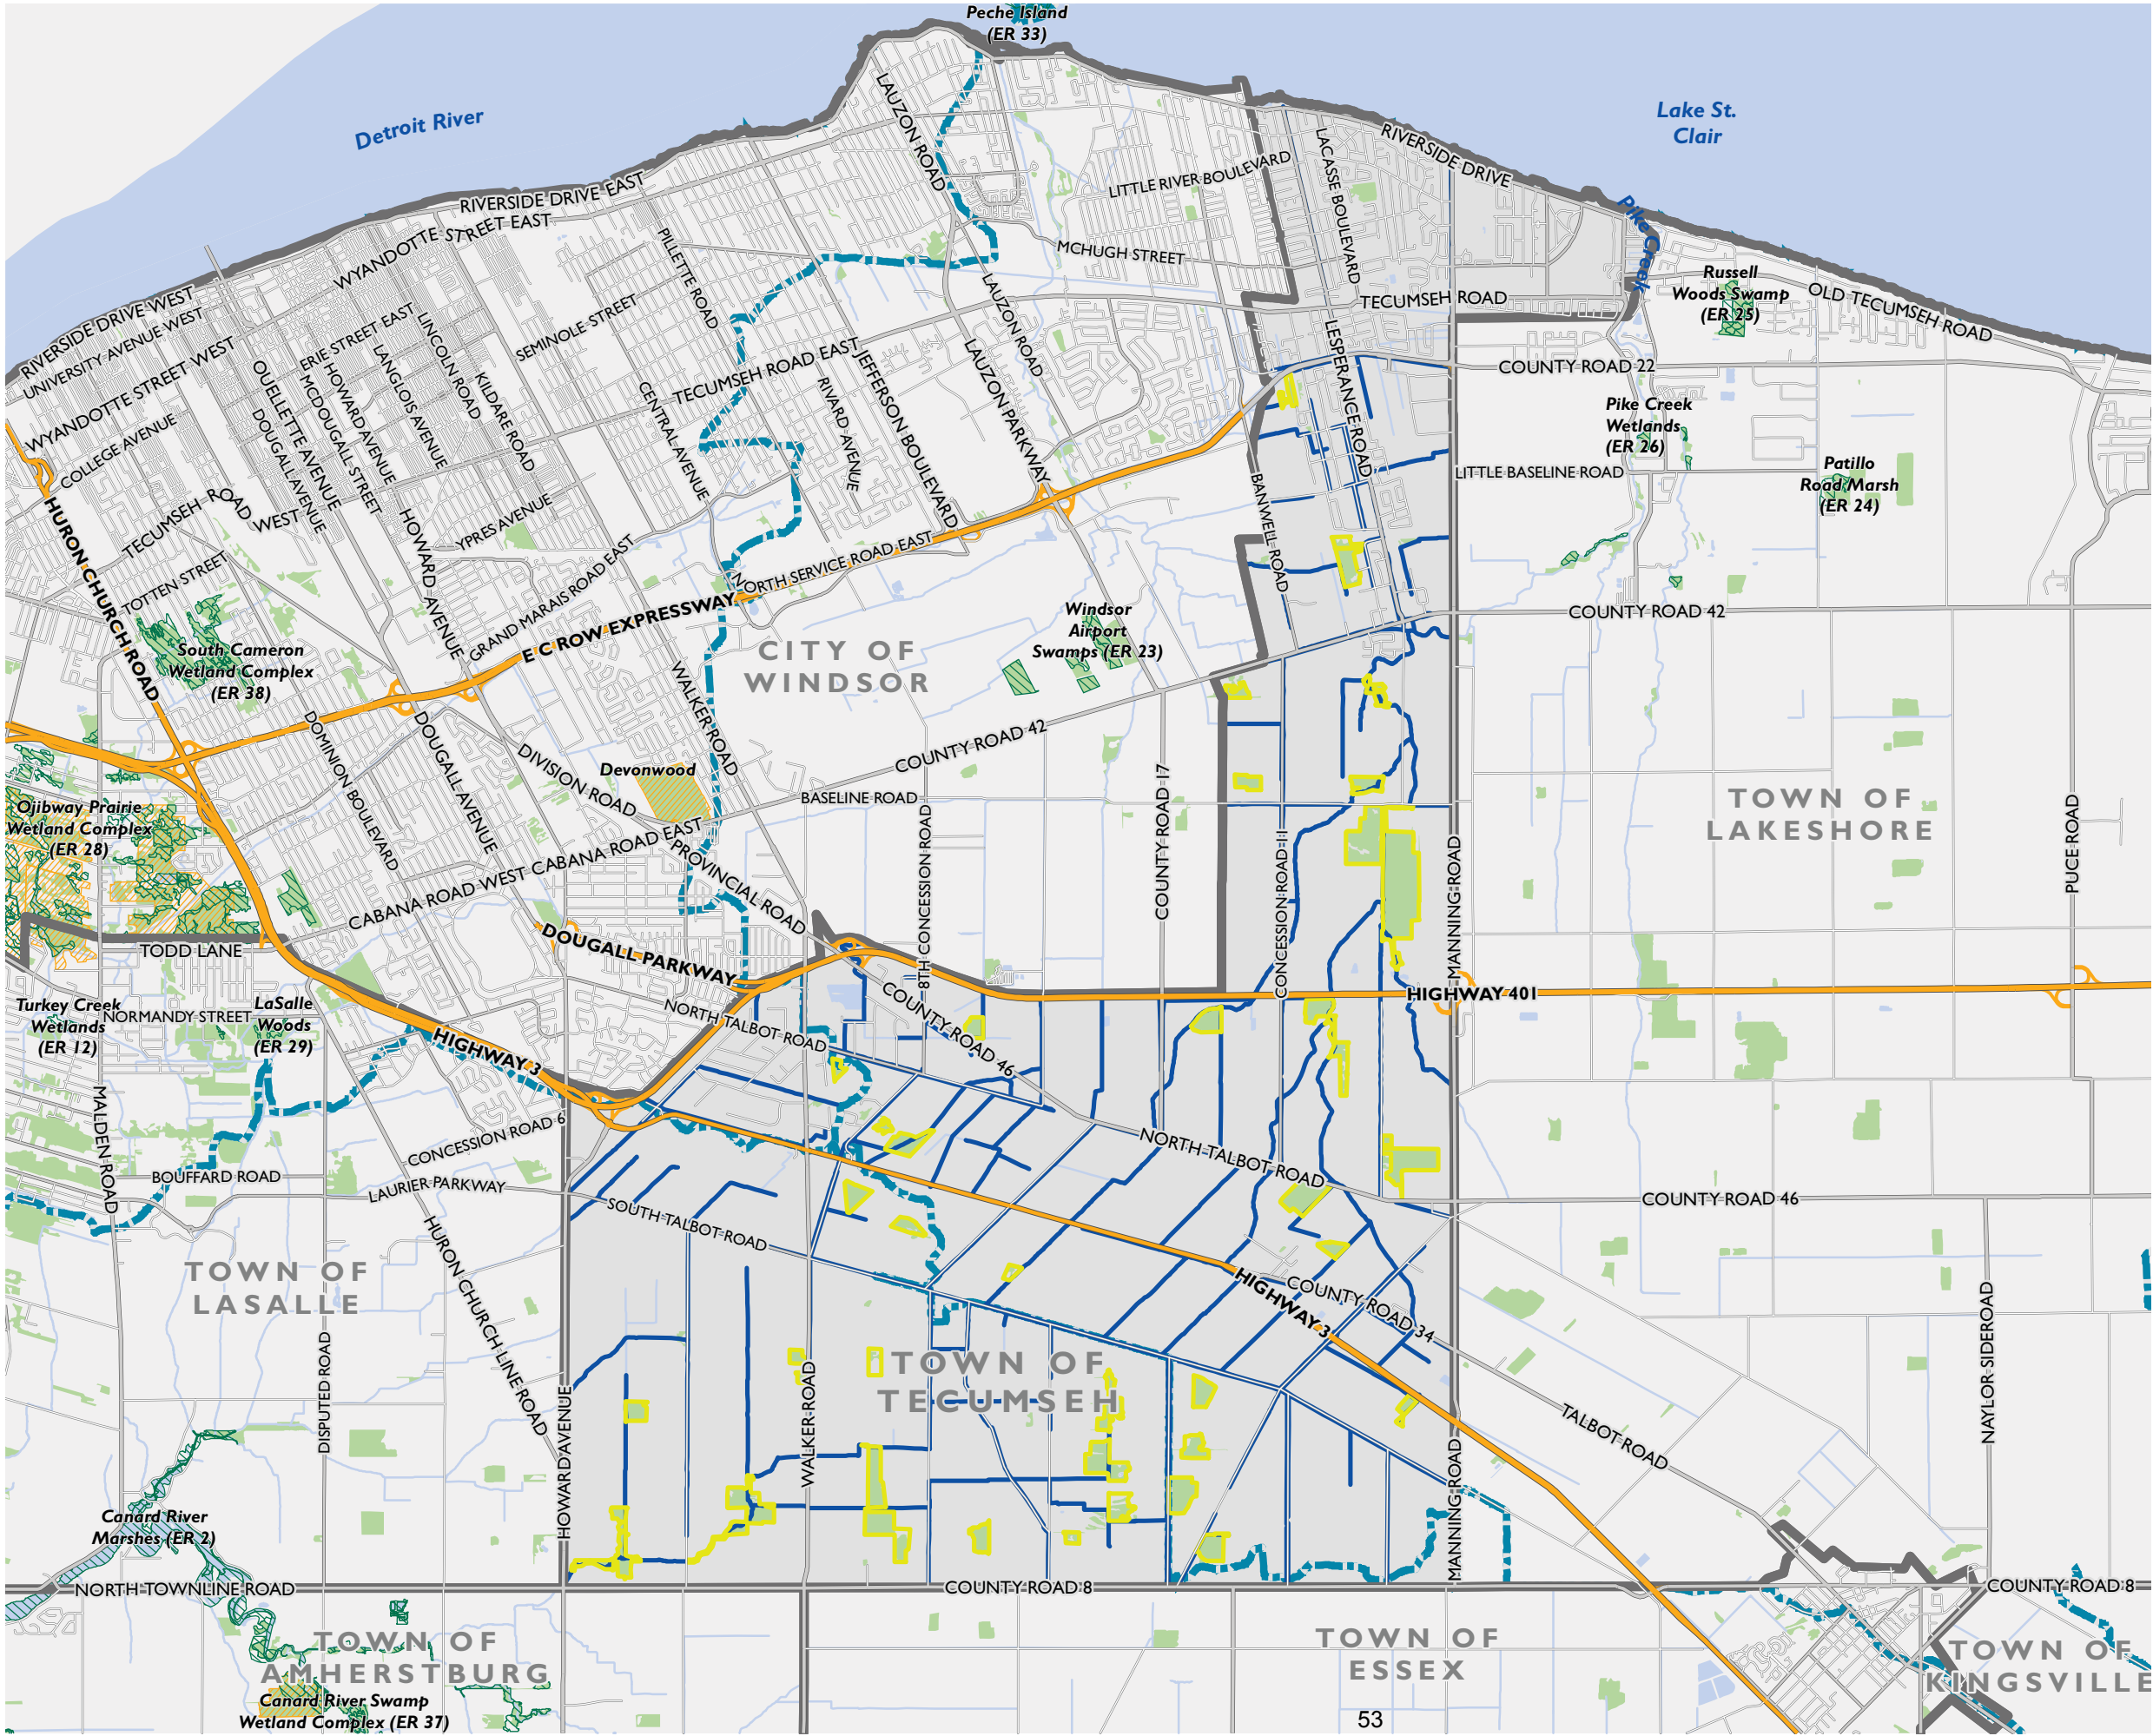 Peche Island
(ER 33)
Detroit River
Lake St.
Clair
LAUZON ROAD
RIVERSIDE DRIVE
LACASSE BOULEVARD
LITTLE RIVER BOULEVARD
RIVERSIDE DRIVE EAST
WYANDOTTE STREET EAST
PILLETTE ROAD
MCHUGH STREET
Pike Creek
Russell
Woods Swamp
(ER 25)
OLD TECUMSEH ROAD
TECUMSEH ROAD
RIVERSIDE DRIVE WEST
UNIVERSITY AVENUE WEST
WYANDOTTE STREET WEST
COLLEGE AVENUE
ERIE STREET EAST
SEMINOLE STREET
LINCOLN ROAD
LANGLOIS AVENUE
HOWARD AVENUE
MCDOUGALL STREET
OUELLETTE AVENUE
DOUGALL AVENUE
KILDARE ROAD
CENTRAL AVENUE
TECUMSEH ROAD EAST
RIVARD AVENUE
JEFFERSON BOULEVARD
LAUZON ROAD
LAUZON PARKWAY
LESPERANCE ROAD
COUNTY ROAD 22
Pike Creek
Wetlands
(ER 26)
LITTLE BASELINE ROAD
Patillo
Road Marsh
(ER 24)
BANWELL ROAD
HURON CHURCH ROAD
TECUMSEH ROAD
WEST
TOTTEN STREET
HOWARD AVENUE
YPRES AVENUE
GRAND MARAIS ROAD EAST
NORTH SERVICE ROAD EAST
E C ROW EXPRESSWAY
COUNTY ROAD 42
South Cameron
Wetland Complex
(ER 38)
CITY OF
WINDSOR
Windsor
Airport
Swamps (ER 23)
WALKER ROAD
DOMINION BOULEVARD
DOUGALL AVENUE
DIVISION ROAD
Devonwood
COUNTY ROAD 42
BASELINE ROAD
COUNTY ROAD 17
TOWN OF
LAKESHORE
PUCE ROAD
Ojibway Prairie
Wetland Complex
(ER 28)
CABANA ROAD WEST
CABANA ROAD EAST
PROVINCIAL ROAD
8TH CONCESSION ROAD
CONCESSION ROAD 11
MANNING ROAD
TODD LANE
DOUGALL PARKWAY
HIGHWAY 401
Turkey Creek
Wetlands
(ER 12)
NORMANDY STREET
LaSalle
Woods
(ER 29)
HIGHWAY 3
NORTH TALBOT ROAD
COUNTY ROAD 46
MALDEN ROAD
CONCESSION ROAD 6
BOUFFARD ROAD
LAURIER PARKWAY
NORTH TALBOT ROAD
COUNTY ROAD 46
SOUTH TALBOT ROAD
HURON CHURCH LINE ROAD
TOWN OF
LASALLE
HIGHWAY 3
COUNTY ROAD 34
NAYLOR SIDEROAD
DISPUTED ROAD
TOWN OF
TECUMSEH
HOWARD AVENUE
WALKER ROAD
MANNING ROAD
TALBOT ROAD
Canard River
Marshes (ER 2)
NORTH TOWNLINE ROAD
COUNTY ROAD 8
COUNTY ROAD 8
TOWN OF
AMHERSTBURG
Canard River Swamp
Wetland Complex (ER 37)
TOWN OF
ESSEX
TOWN OF
KINGSVILLE
53